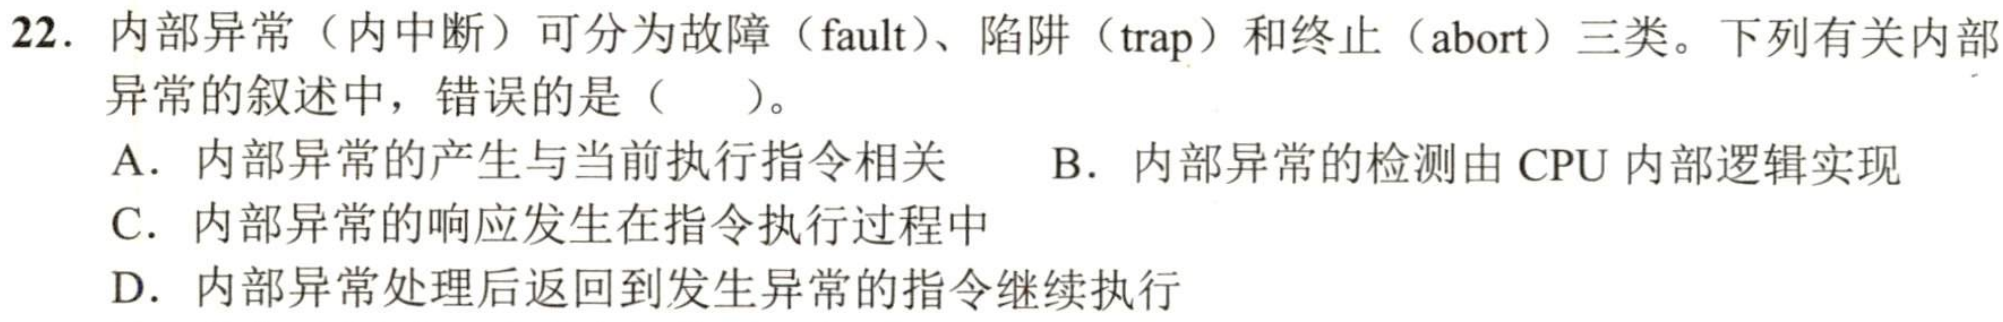 22. 内部异常（内中断）可分为故障（fault）、陷阱（trap）和终止（abort）三类。下列有关内部
异常的叙述中，错误的是（　　）。
A. 内部异常的产生与当前执行指令相关　　B. 内部异常的检测由 CPU 内部逻辑实现
C. 内部异常的响应发生在指令执行过程中
D. 内部异常处理后返回到发生异常的指令继续执行